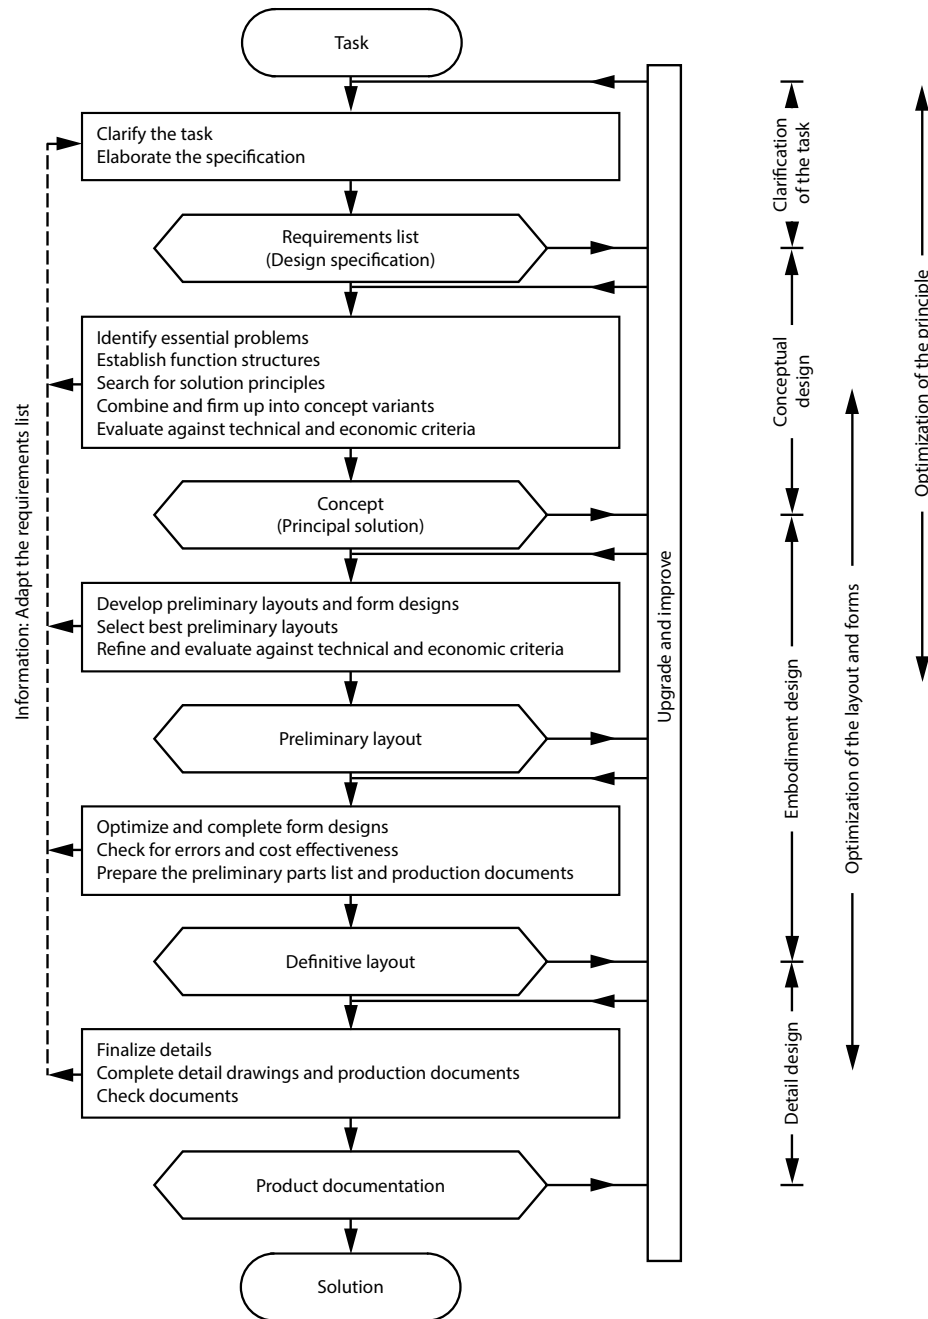 Task
Clarify the task
Elaborate the specification
Requirements list
(Design specification)
Identify essential problems
Establish function structures
Search for solution principles
Combine and firm up into concept variants
Evaluate against technical and economic criteria
Concept
(Principal solution)
Develop preliminary layouts and form designs
Select best preliminary layouts
Refine and evaluate against technical and economic criteria
Preliminary layout
Optimize and complete form designs
Check for errors and cost effectiveness
Prepare the preliminary parts list and production documents
Definitive layout
Finalize details
Complete detail drawings and production documents
Check documents
Product documentation
Solution
Information: Adapt the requirements list
Upgrade and improve
Clarification
of the task
Conceptual
design
Embodiment design
Detail design
Optimization of the layout and forms
Optimization of the principle